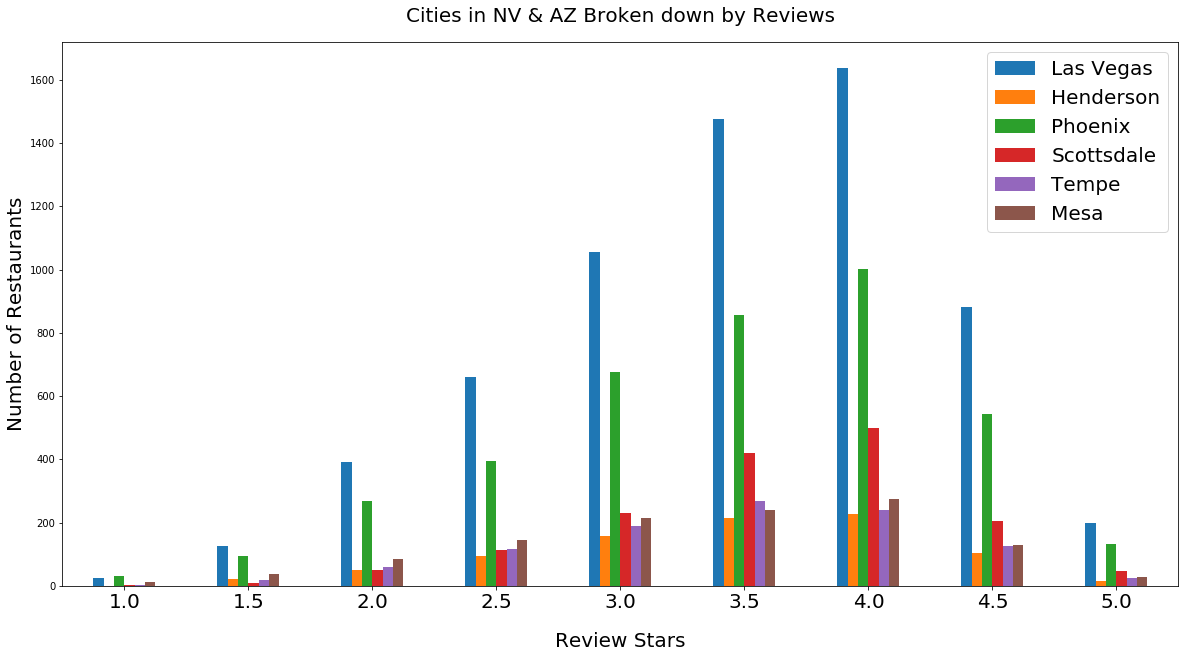 Cities in NV & AZ Broken down by Reviews
Number of Restaurants
1600
1400
1200
1000
800
600
400
200
0
Las Vegas
Henderson
Phoenix
Scottsdale
Tempe
Mesa
1.0 1.5 2.0 2.5 3.0 3.5 4.0 4.5 5.0
Review Stars